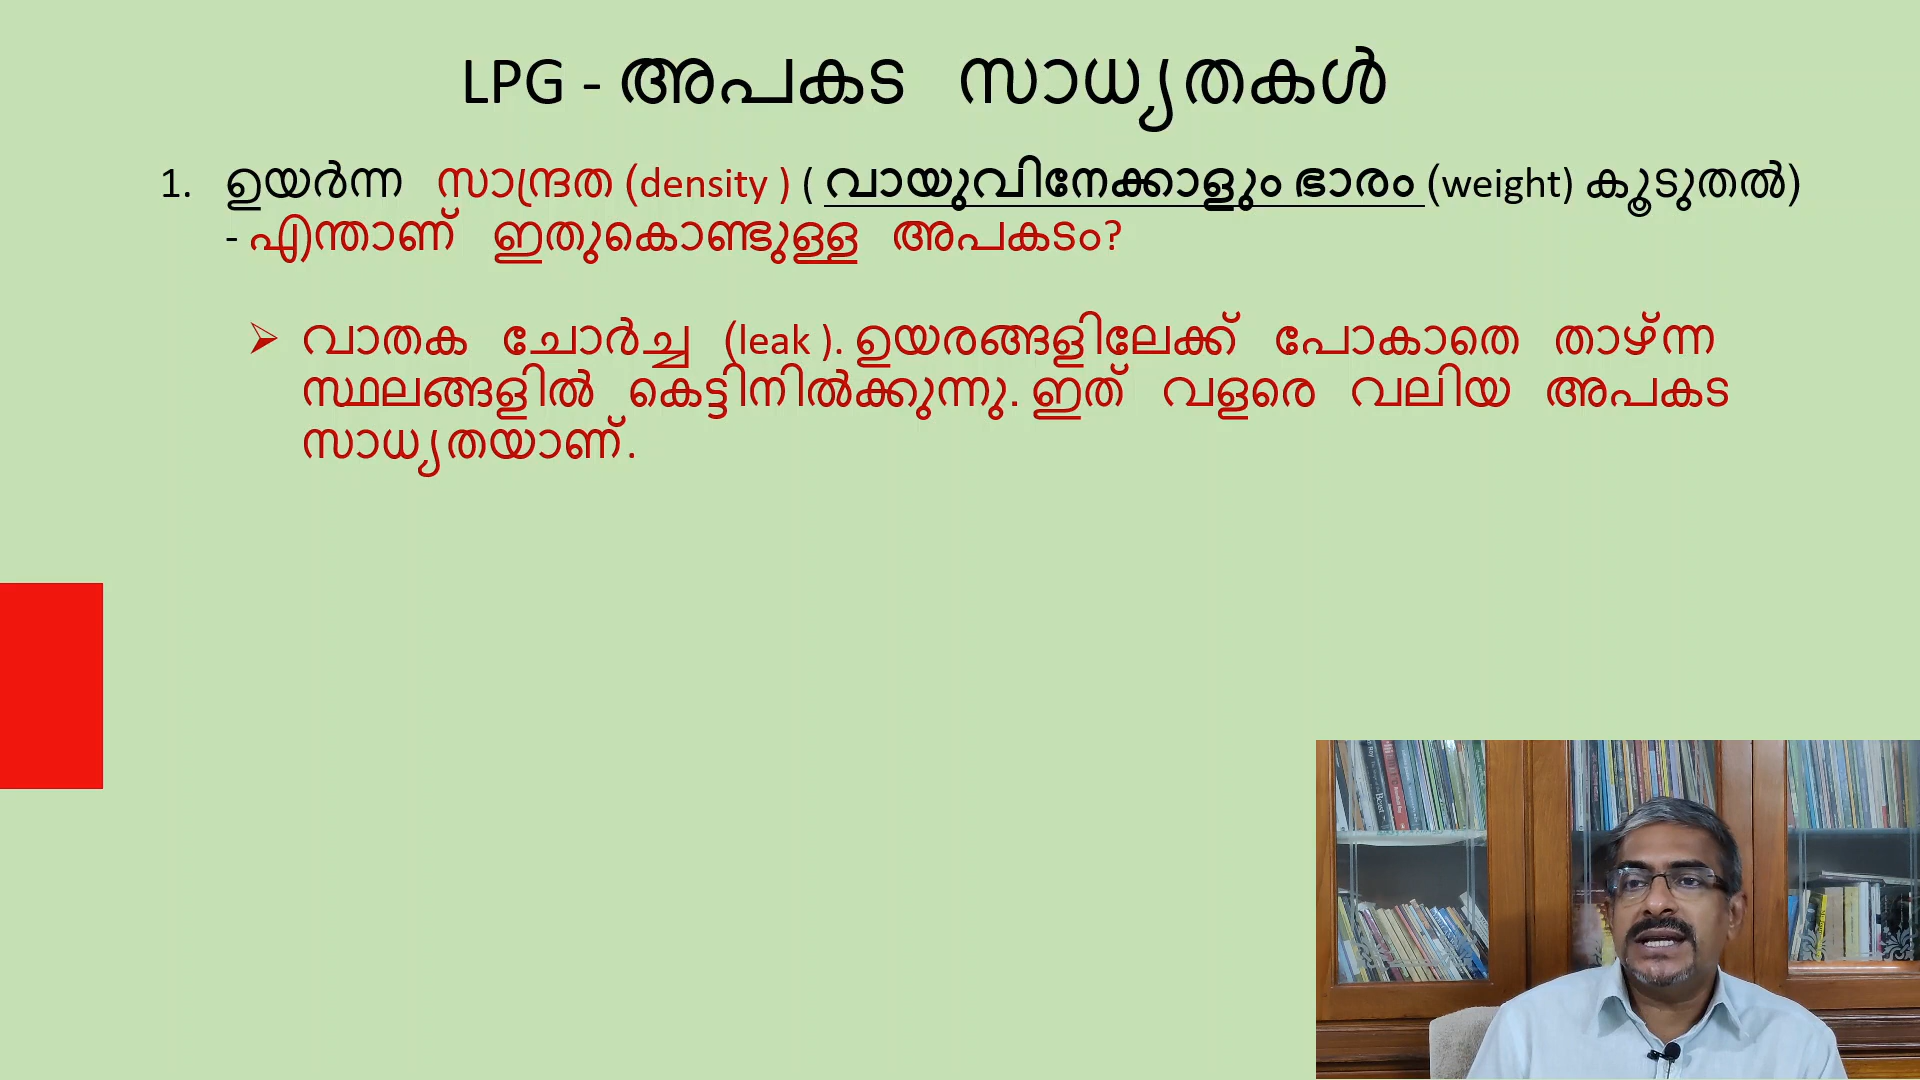 LPG - അപകട സാധ്യതകൾ
1. ഉയർന്ന സാന്ദ്രത (density ) ( വായുവിനേക്കാളും ഭാരം (weight) കൂടുതൽ)
- എന്താണ് ഇതുകൊണ്ടുള്ള അപകടം?
➢ വാതക ചോർച്ച (leak ). ഉയരങ്ങളിലേക്ക് പോകാതെ താഴ്ന്ന
സ്ഥലങ്ങളിൽ കെട്ടിനിൽക്കുന്നു. ഇത് വളരെ വലിയ അപകട
സാധ്യതയാണ്.